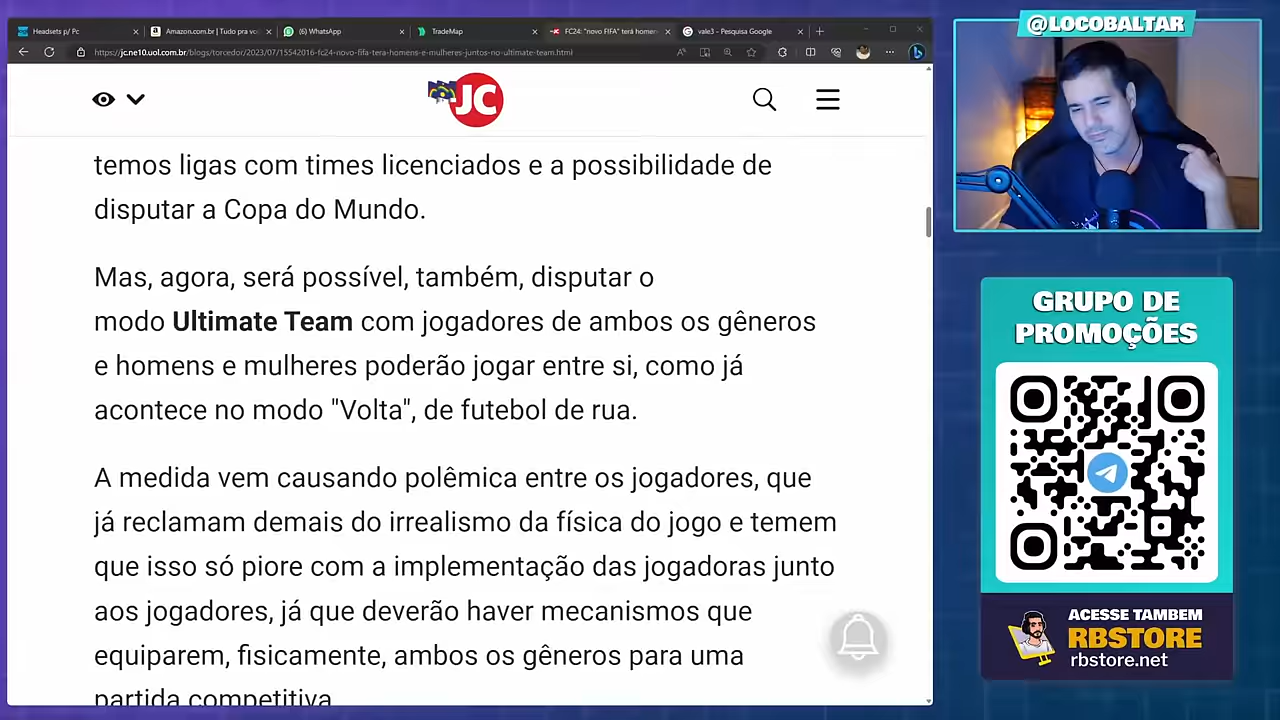 Headsets p/ Pc
Amazon.com.br | Tudo pra vo
(6) WhatsApp
TradeMap
FC24: "novo FIFA" terá homen
vale3 - Pesquisa Google
https://jc.ne10.uol.com.br/blogs/torcedor/2023/07/15542016-fc24-novo-fifa-tera-homens-e-mulheres-juntos-no-ultimate-team.html
JC
temos ligas com times licenciados e a possibilidade de
disputar a Copa do Mundo.
Mas, agora, será possível, também, disputar o
modo Ultimate Team com jogadores de ambos os gêneros
e homens e mulheres poderão jogar entre si, como já
acontece no modo "Volta", de futebol de rua.
A medida vem causando polêmica entre os jogadores, que
já reclamam demais do irrealismo da física do jogo e temem
que isso só piore com a implementação das jogadoras junto
aos jogadores, já que deverão haver mecanismos que
equiparem, fisicamente, ambos os gêneros para uma
partida competitiva
@LOCOBALTAR
GRUPO DE
PROMOÇÕES
ACESSE TAMBEM
RBSTORE
rbstore.net